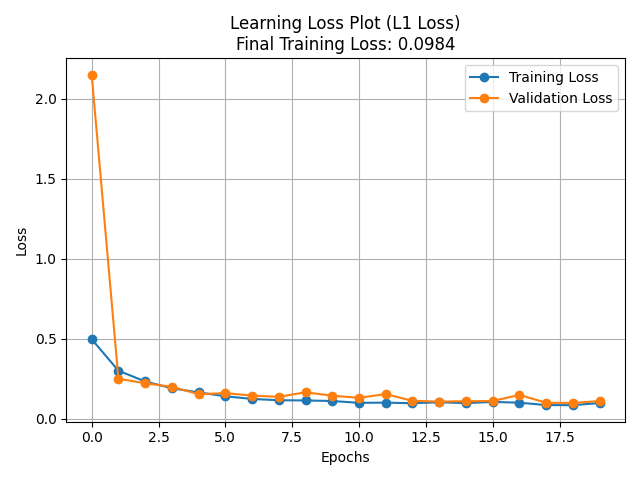 Learning Loss Plot (L1 Loss)
Final Training Loss: 0.0984
Training Loss
Validation Loss
Loss
2.0
1.5
1.0
0.5
0.0
0.0 2.5 5.0 7.5 10.0 12.5 15.0 17.5
Epochs